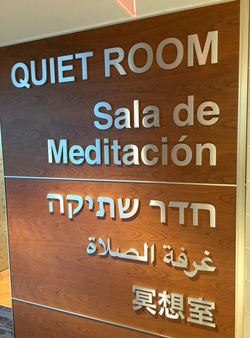 QUIET ROOM
Sala de
Meditación
חדר שתיקה
غرفة الصلاة
冥想室